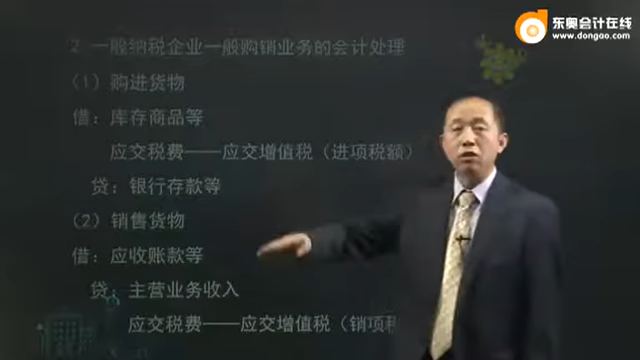 东奥会计在线
www.dongao.com
2 一般纳税企业一般购销业务的会计处理
（1）购进货物
借：库存商品等
应交税费——应交增值税（进项税额）
贷：银行存款等
（2）销售货物
借：应收账款等
贷：主营业务收入
应交税费——应交增值税（销项税